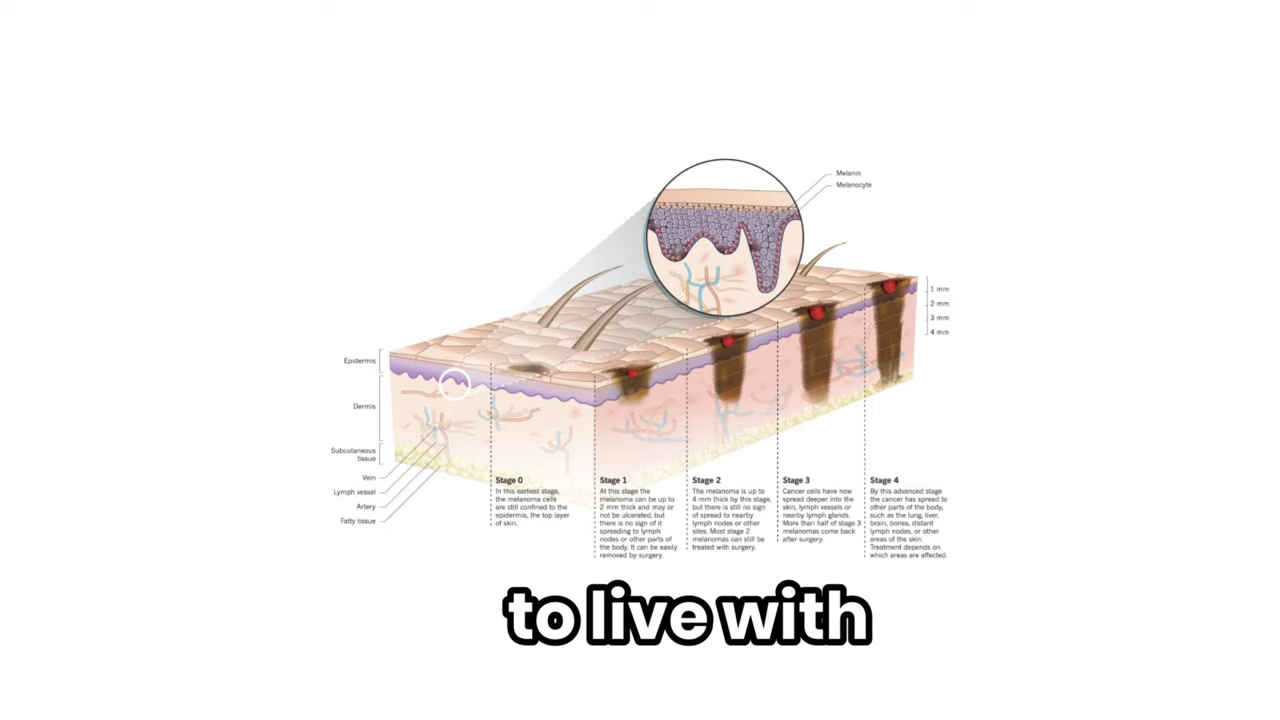 Melanin
Melanocyte
1 mm
2 mm
3 mm
4 mm
Epidermis
Dermis
Subcutaneous
tissue
Vein
Lymph vessel
Artery
Fatty tissue
Stage 0
In this earliest stage,
the melanoma cells
are still confined to the
epidermis, the top layer
of skin.
Stage 1
At this stage the
melanoma can be up to
2 mm thick and may or
not be ulcerated, but
there is no sign of it
spreading to lymph
nodes or other parts of
the body. It can be easily
removed by surgery.
Stage 2
The melanoma is up to
4 mm thick by this stage,
but there is still no sign
of spread to nearby
lymph nodes or other
sites. Most stage 2
melanomas can still be
treated with surgery.
Stage 3
Cancer cells have now
spread deeper into the
skin, lymph vessels or
nearby lymph glands.
More than half of stage 3
melanomas come back
after surgery.
Stage 4
By this advanced stage
the cancer has spread to
other parts of the body,
such as the lung, liver,
brain, bones, distant
lymph nodes, or other
areas of the skin.
Treatment depends on
which areas are affected.
to live with